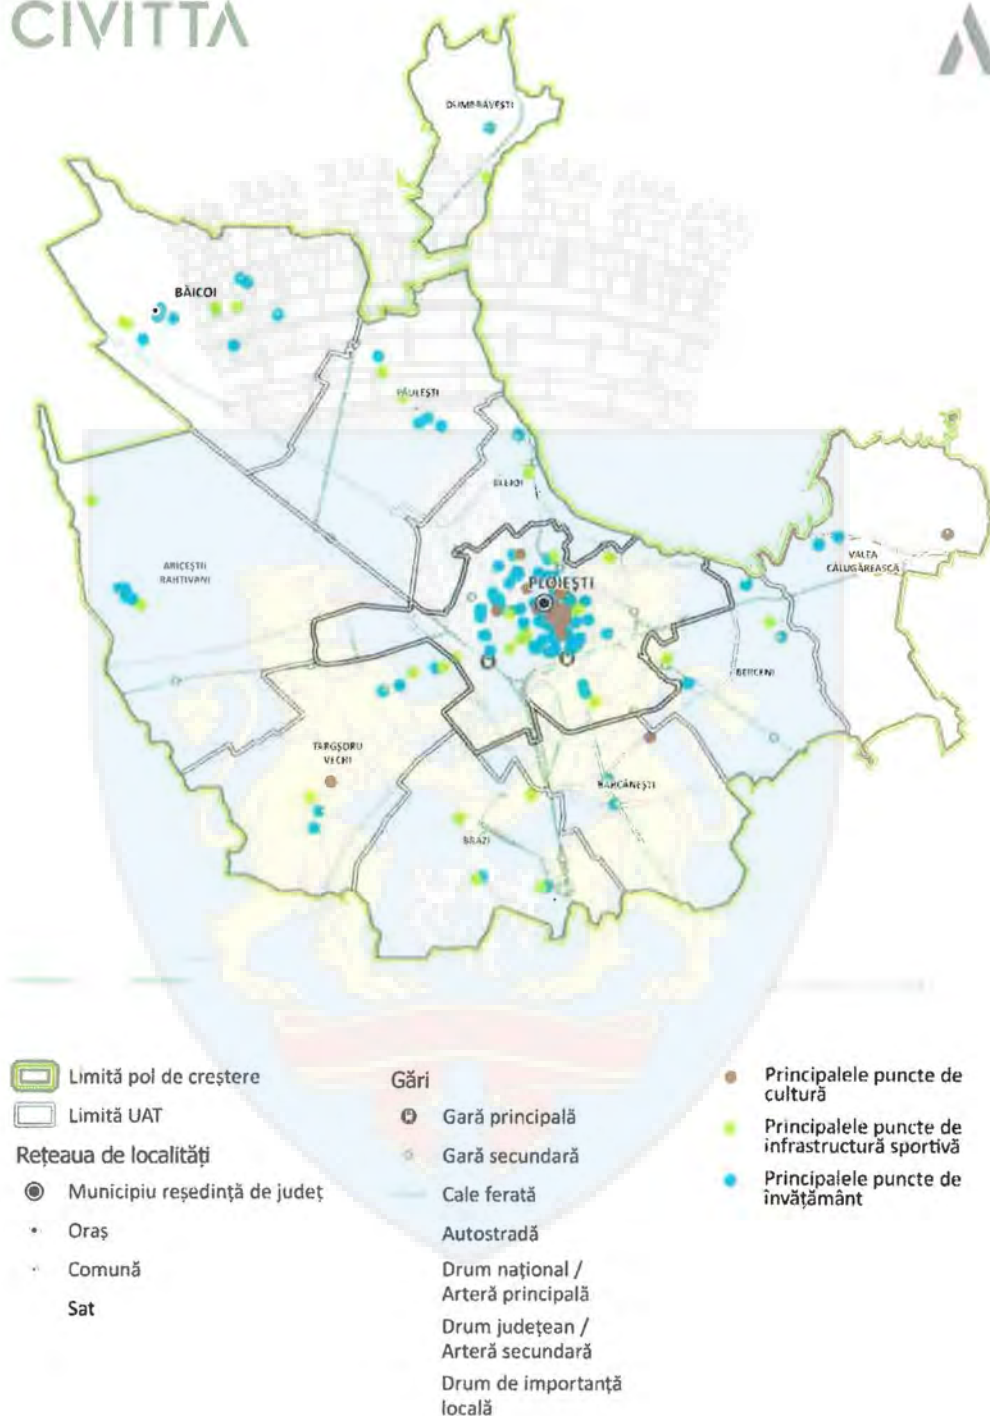 CIVITTA
DUMBRĂVEȘTI
BĂICOI
PĂULEȘTI
BLEJOI
ARICEȘTII
RAHTIVANI
PLOIEȘTI
VALEA
CĂLUGĂREASCĂ
BERCENI
TÂRGȘORU
VECHI
BĂRCĂNEȘTI
BRAZI
Limită pol de creștere
Limită UAT
Rețeaua de localități
Municipiu reședință de județ
Oraș
Comună
Sat
Gări
Gară principală
Gară secundară
Cale ferată
Autostradă
Drum național /
Arteră principală
Drum județean /
Arteră secundară
Drum de importanță
locală
Principalele puncte de
cultură
Principalele puncte de
infrastructură sportivă
Principalele puncte de
învățământ